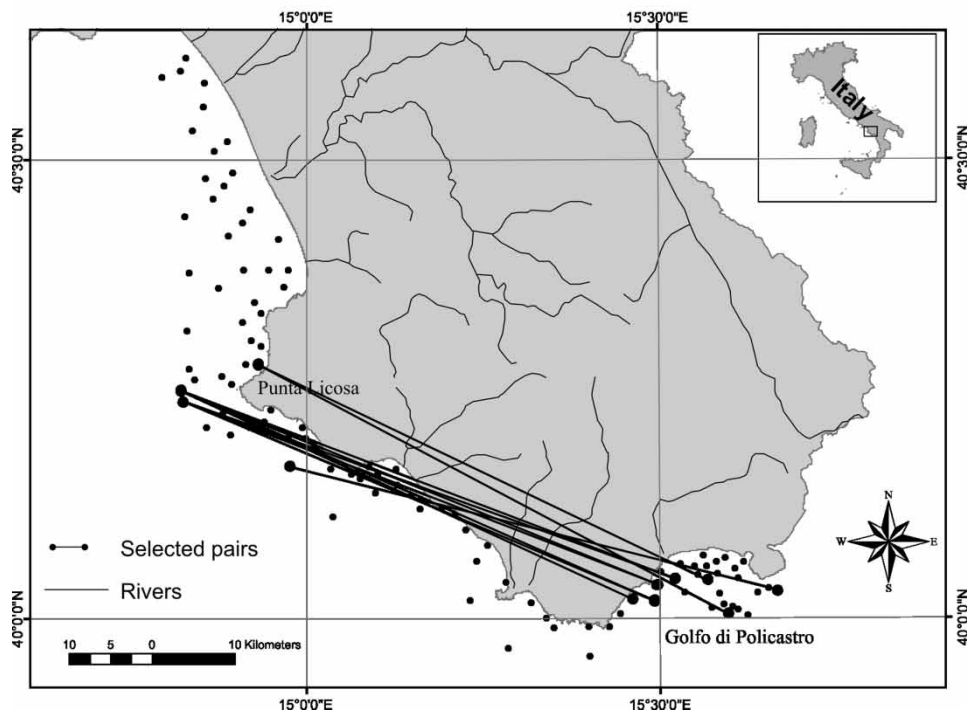 15°0'0"E 15°30'0"E
Italy
40°30'0"N 40°30'0"N
Punta Licosa
N
W E
S
Selected pairs
Rivers
40°0'0"N 40°0'0"N
Golfo di Policastro
10 5 0 10 Kilometers
15°0'0"E 15°30'0"E